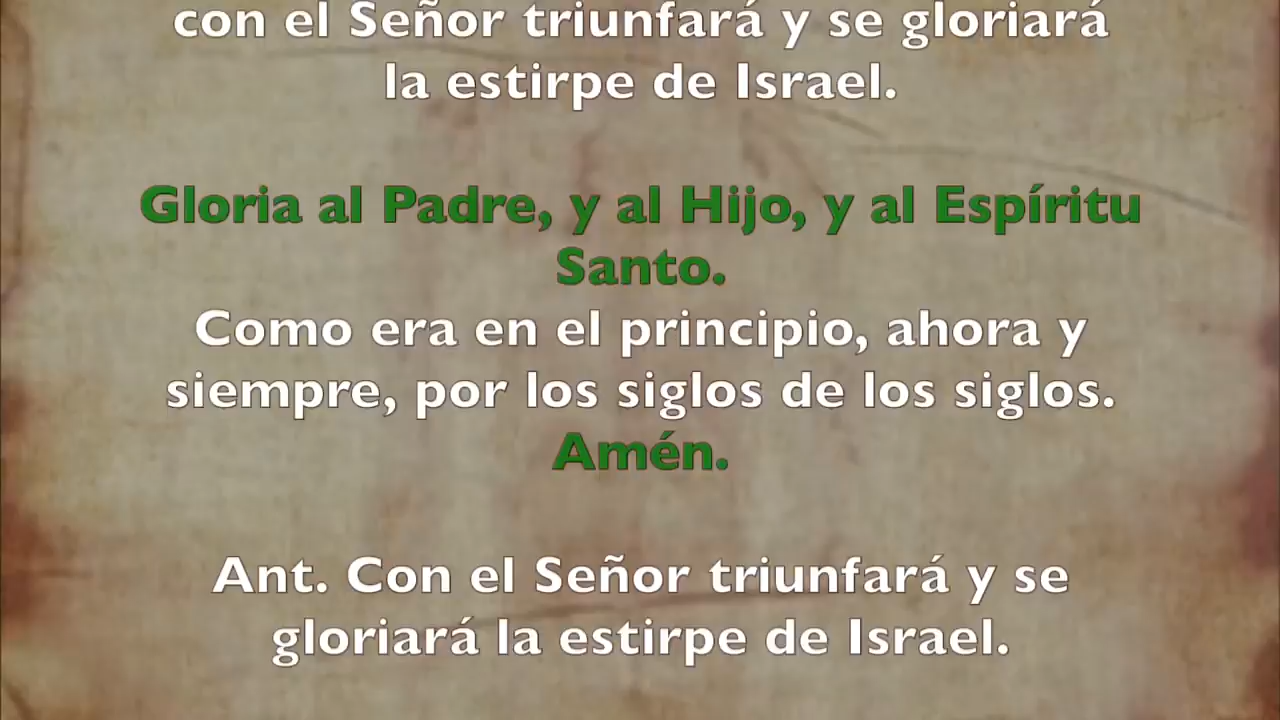 con el Señor triunfará y se gloriará
la estirpe de Israel.
Gloria al Padre, y al Hijo, y al Espíritu
Santo.
Como era en el principio, ahora y
siempre, por los siglos de los siglos.
Amén.
Ant. Con el Señor triunfará y se
gloriará la estirpe de Israel.